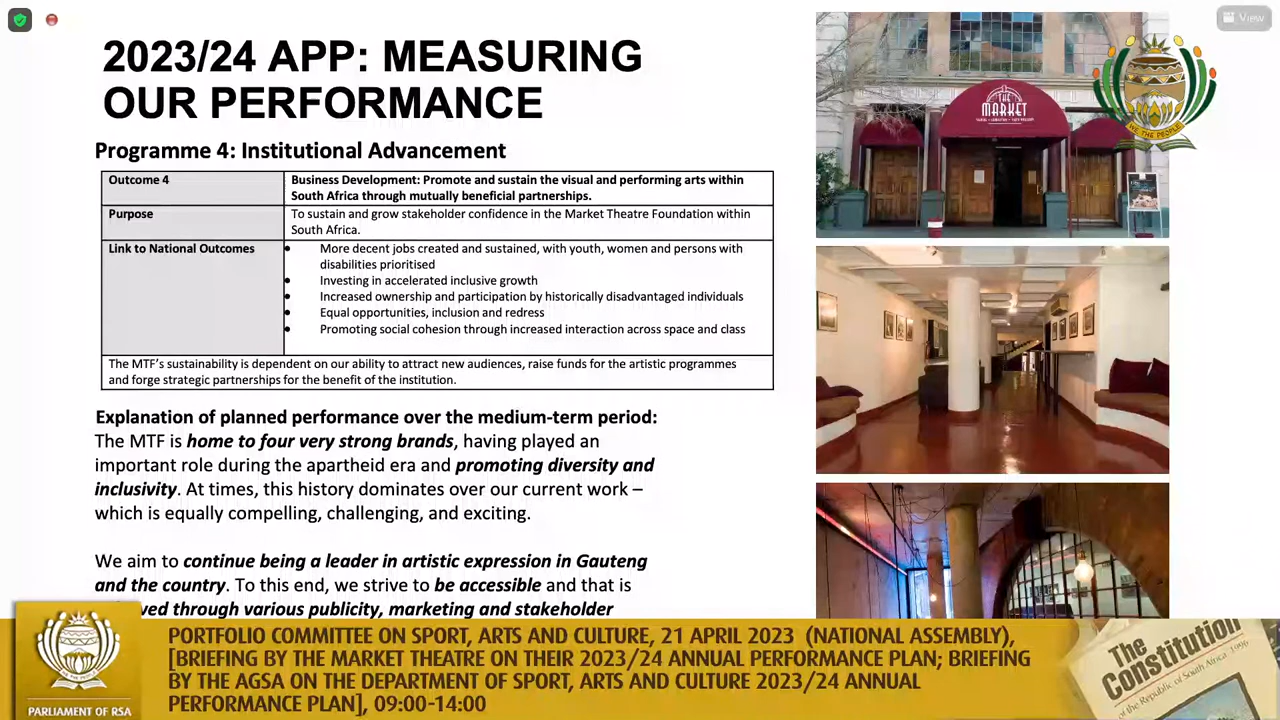 View
2023/24 APP: MEASURING
OUR PERFORMANCE
THE
MARKET
WE THE PEOPLE
Programme 4: Institutional Advancement
Outcome 4
Business Development: Promote and sustain the visual and performing arts within
South Africa through mutually beneficial partnerships.
Purpose
To sustain and grow stakeholder confidence in the Market Theatre Foundation within
South Africa.
Link to National Outcomes
• More decent jobs created and sustained, with youth, women and persons with
disabilities prioritised
• Investing in accelerated inclusive growth
• Increased ownership and participation by historically disadvantaged individuals
• Equal opportunities, inclusion and redress
• Promoting social cohesion through increased interaction across space and class
The MTF's sustainability is dependent on our ability to attract new audiences, raise funds for the artistic programmes
and forge strategic partnerships for the benefit of the institution.
Explanation of planned performance over the medium-term period:
The MTF is home to four very strong brands, having played an
important role during the apartheid era and promoting diversity and
inclusivity. At times, this history dominates over our current work –
which is equally compelling, challenging, and exciting.
We aim to continue being a leader in artistic expression in Gauteng
and the country. To this end, we strive to be accessible and that is
through various publicity, marketing and stakeholder
PARLIAMENT OF RSA
PORTFOLIO COMMITTEE ON SPORT, ARTS AND CULTURE, 21 APRIL 2023 (NATIONAL ASSEMBLY),
[BRIEFING BY THE MARKET THEATRE ON THEIR 2023/24 ANNUAL PERFORMANCE PLAN; BRIEFING
BY THE AGSA ON THE DEPARTMENT OF SPORT, ARTS AND CULTURE 2023/24 ANNUAL
PERFORMANCE PLAN], 09:00-14:00
The
Constitution
of the Republic of South Africa, 1996